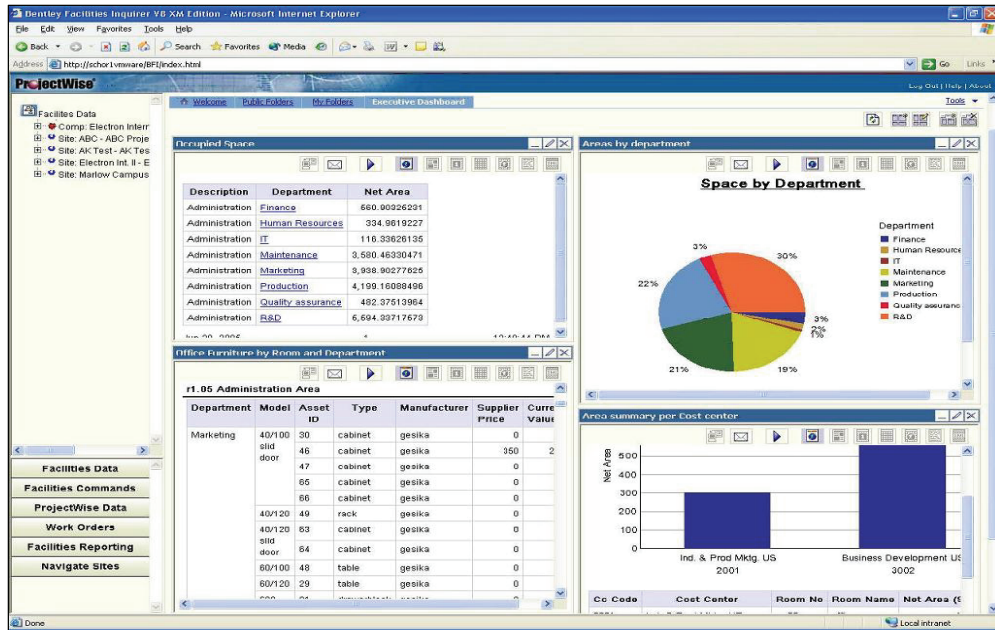 Bentley Facilities Inquirer V8 XM Edition - Microsoft Internet Explorer
File Edit View Favorites Tools Help
Back Search Favorites Media
Address http://schor1vmware/BFI/index.html Go Links
ProjectWise Log Out | Help | About
Welcome Public Folders My Folders Executive Dashboard Tools
Facilites Data
Comp: Electron Intern
Site: ABC - ABC Proje
Site: AK Test - AK Tes
Site: Electron Int. II - E
Site: Marlow Campus
Facilities Data
Facilities Commands
ProjectWise Data
Work Orders
Facilities Reporting
Navigate Sites
Occupied Space
Description Department Net Area
Administration Finance 560.90326231
Administration Human Resources 334.9619227
Administration IT 116.33626135
Administration Maintenance 3,580.46330471
Administration Marketing 3,938.90277625
Administration Production 4,199.16088496
Administration Quality assurance 482.37513964
Administration R&D 5,594.33717673
1
Areas by department
Space by Department
3%
30%
22%
3%
2%
1%
21%
19%
Department
Finance
Human Resource
IT
Maintenance
Marketing
Production
Quality assuranc
R&D
Office Furniture by Room and Department
r1.05 Administration Area
Department Model Asset ID Type Manufacturer Supplier Price Curre Value
Marketing 40/100 slid door 30 cabinet gesika 0
46 cabinet gesika 350 2
47 cabinet gesika 0
65 cabinet gesika 0
66 cabinet gesika 0
40/120 49 rack gesika 0
40/120 slid door 63 cabinet gesika 0
64 cabinet gesika 0
60/100 48 table gesika 0
60/120 29 table gesika 0
Area summary per Cost center
Net Area
500
400
300
200
100
0
Ind. & Prod Mktg. US
2001
Business Development US
3002
Cc Code Cost Center Room No Room Name Net Area (S
Done Local intranet